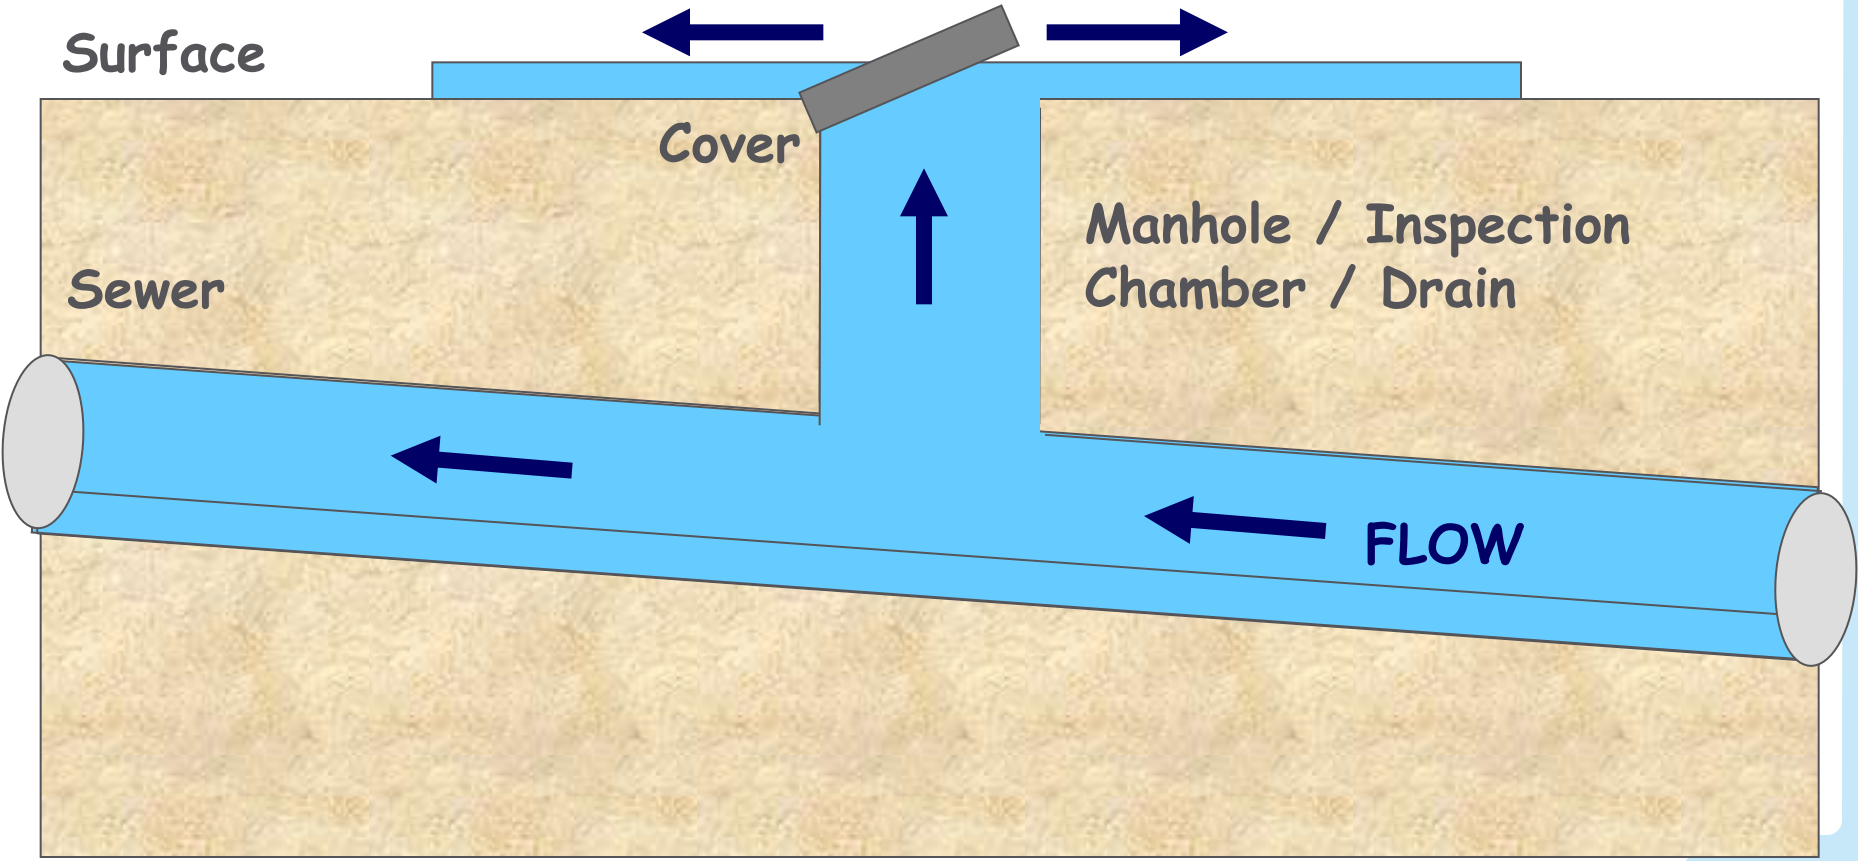 Surface
Cover
Manhole / Inspection
Chamber / Drain
Sewer
FLOW